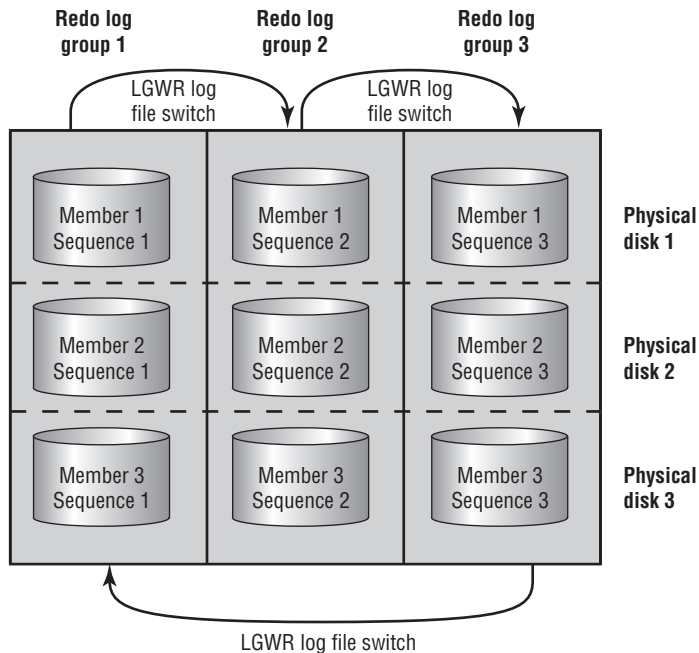 Redo log
group 1
Redo log
group 2
Redo log
group 3
LGWR log
file switch
LGWR log
file switch
Member 1
Sequence 1
Member 1
Sequence 2
Member 1
Sequence 3
Physical
disk 1
Member 2
Sequence 1
Member 2
Sequence 2
Member 2
Sequence 3
Physical
disk 2
Member 3
Sequence 1
Member 3
Sequence 2
Member 3
Sequence 3
Physical
disk 3
LGWR log file switch